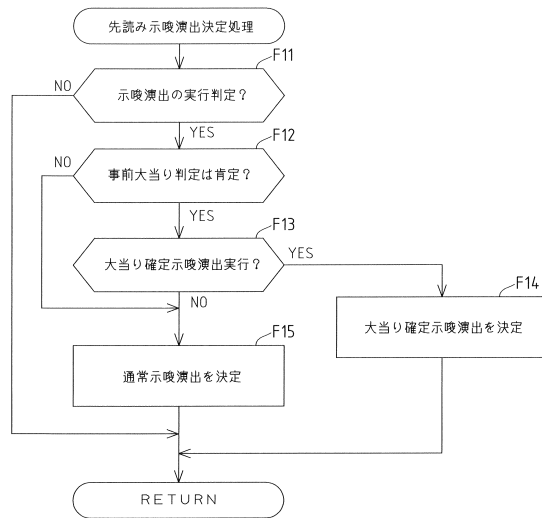 先読み示唆演出決定処理
F11
示唆演出の実行判定？
NO
YES
F12
事前大当り判定は肯定？
NO
YES
F13
大当り確定示唆演出実行？
YES
NO
F14
大当り確定示唆演出を決定
F15
通常示唆演出を決定
RETURN